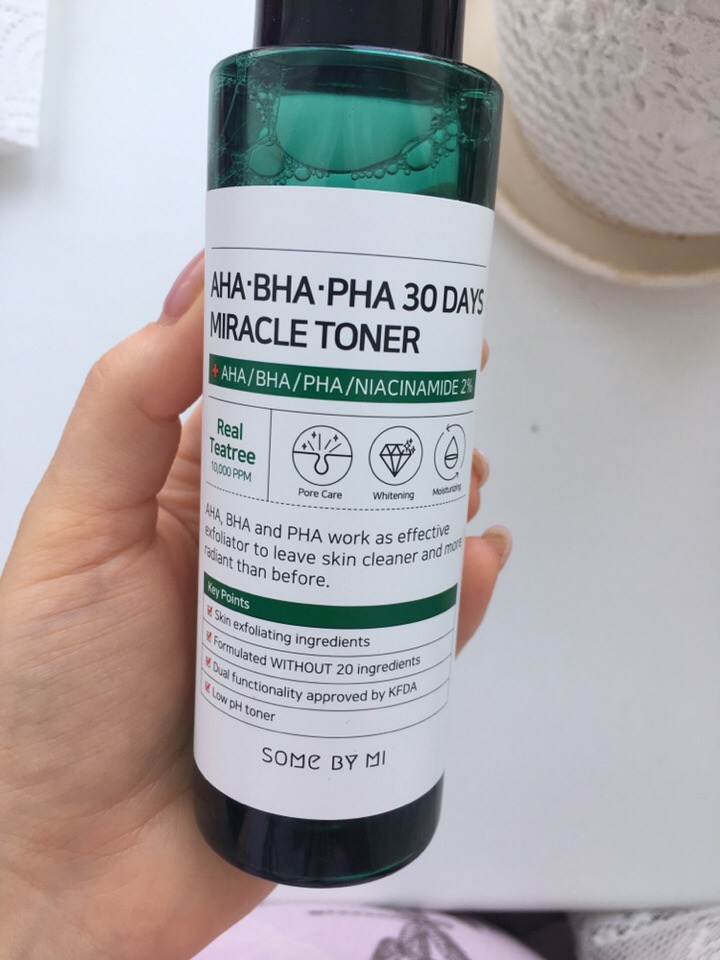 AHA·BHA·PHA 30 DAYS
MIRACLE TONER
+ AHA/BHA/PHA/NIACINAMIDE 2%
Real
Teatree
10,000 PPM
Pore Care
Whitening
Moisturizing
AHA, BHA and PHA work as effective
exfoliator to leave skin cleaner and more
radiant than before.
Key Points
Skin exfoliating ingredients
Formulated WITHOUT 20 ingredients
Dual functionality approved by KFDA
Low pH toner
SOME BY MI